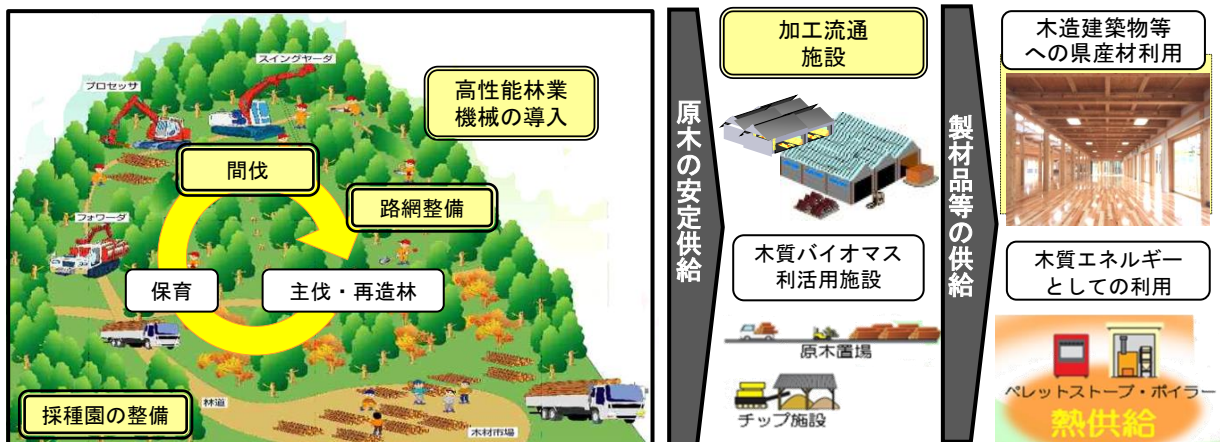 スイングヤーダ
プロセッサ
高性能林業
機械の導入
間伐
路網整備
フォワーダ
保育
主伐・再造林
採種園の整備
林道
木材市場
原木の安定供給
加工流通
施設
木質バイオマス
利活用施設
原木置場
チップ施設
製材品等の供給
木造建築物等
への県産材利用
木質エネルギー
としての利用
ペレットストーブ・ボイラー
熱供給